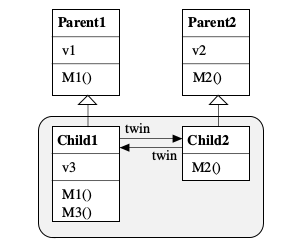 Parent1
v1
M1()
Parent2
v2
M2()
Child1
v3
M1()
M3()
twin
twin
Child2
M2()